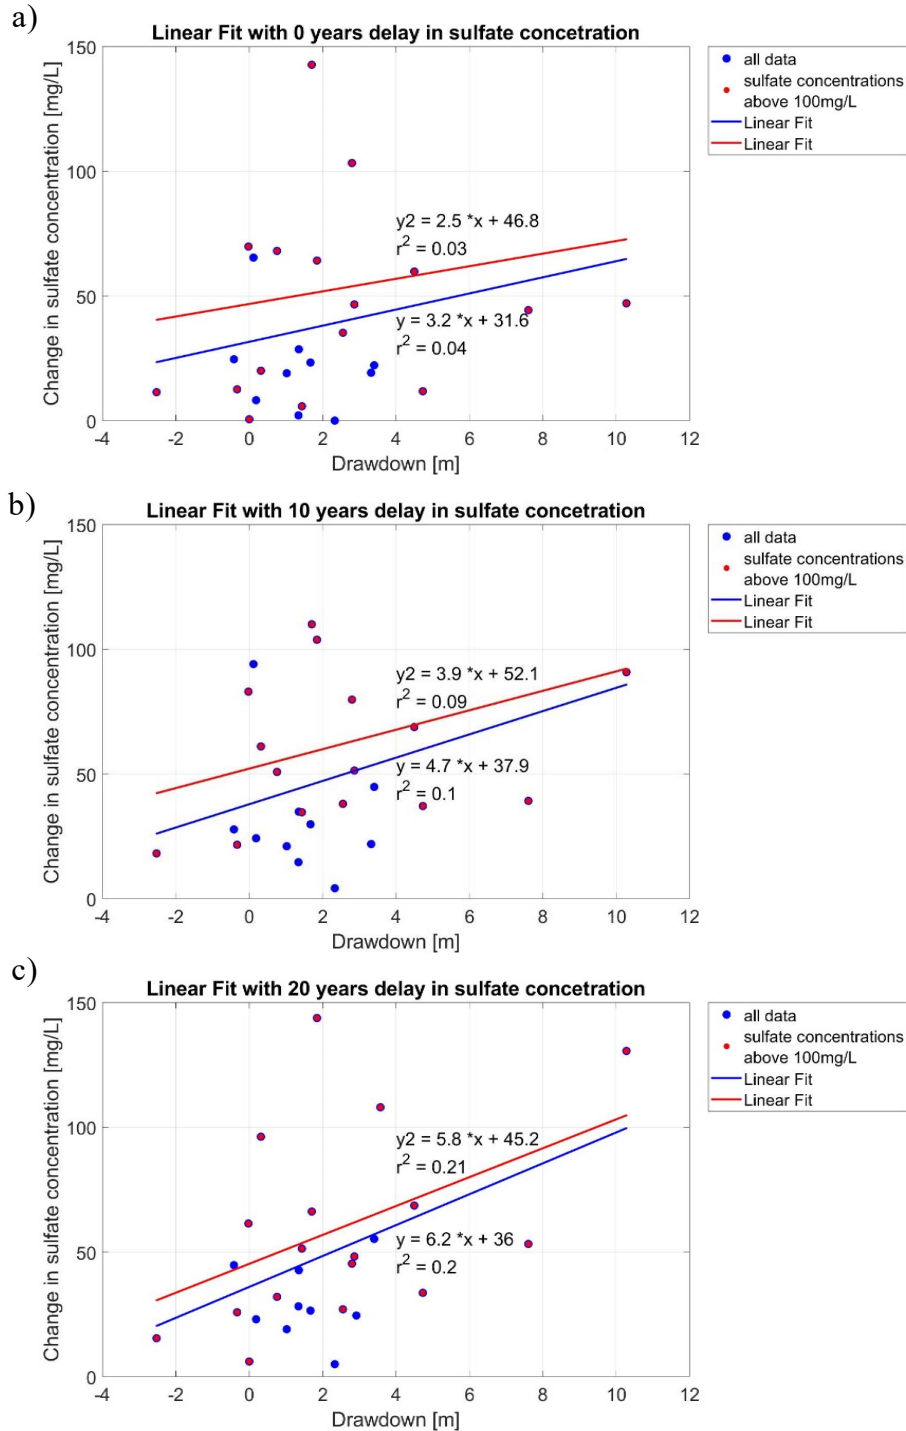 a)
Linear Fit with 0 years delay in sulfate concetration
150
100
50
0
Change in sulfate concentration [mg/L]
y2 = 2.5 *x + 46.8
r2 = 0.03
y = 3.2 *x + 31.6
r2 = 0.04
-4 -2 0 2 4 6 8 10 12
Drawdown [m]
all data
sulfate concentrations
above 100mg/L
Linear Fit
Linear Fit
b)
Linear Fit with 10 years delay in sulfate concetration
150
100
50
0
Change in sulfate concentration [mg/L]
y2 = 3.9 *x + 52.1
r2 = 0.09
y = 4.7 *x + 37.9
r2 = 0.1
-4 -2 0 2 4 6 8 10 12
Drawdown [m]
all data
sulfate concentrations
above 100mg/L
Linear Fit
Linear Fit
c)
Linear Fit with 20 years delay in sulfate concetration
150
100
50
0
Change in sulfate concentration [mg/L]
y2 = 5.8 *x + 45.2
r2 = 0.21
y = 6.2 *x + 36
r2 = 0.2
-4 -2 0 2 4 6 8 10 12
Drawdown [m]
all data
sulfate concentrations
above 100mg/L
Linear Fit
Linear Fit